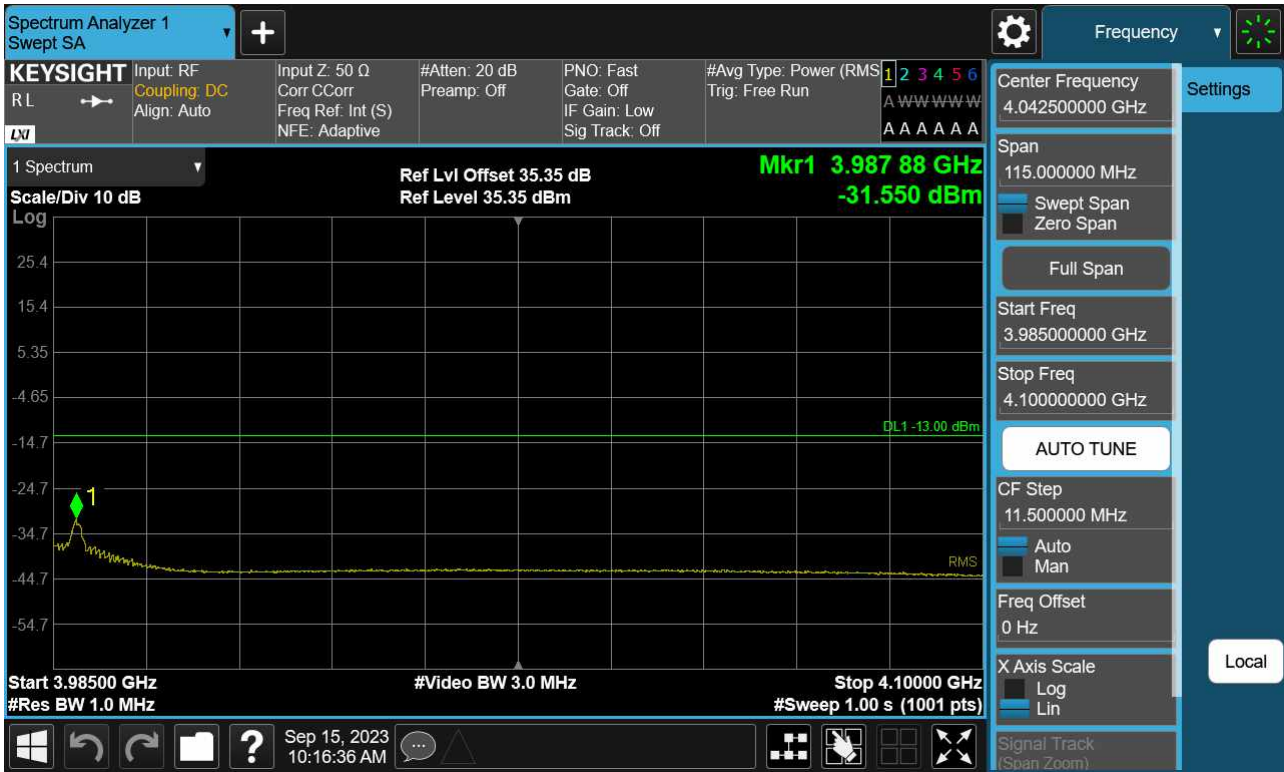 Spectrum Analyzer 1
Swept SA
Frequency
KEYSIGHT
R L
LXI
Input: RF
Coupling: DC
Align: Auto
Input Z: 50 Ω
Corr CCorr
Freq Ref: Int (S)
NFE: Adaptive
#Atten: 20 dB
Preamp: Off
PNO: Fast
Gate: Off
IF Gain: Low
Sig Track: Off
#Avg Type: Power (RMS
Trig: Free Run
1 2 3 4 5 6
A W W W W W
A A A A A A
1 Spectrum
Scale/Div 10 dB
Ref Lvl Offset 35.35 dB
Ref Level 35.35 dBm
Mkr1 3.987 88 GHz
-31.550 dBm
Log
25.4
15.4
5.35
-4.65
-14.7
-24.7
-34.7
-44.7
-54.7
DL1 -13.00 dBm
1
RMS
Start 3.98500 GHz
#Video BW 3.0 MHz
Stop 4.10000 GHz
#Res BW 1.0 MHz
#Sweep 1.00 s (1001 pts)
Center Frequency
4.042500000 GHz
Settings
Span
115.000000 MHz
Swept Span
Zero Span
Full Span
Start Freq
3.985000000 GHz
Stop Freq
4.100000000 GHz
AUTO TUNE
CF Step
11.500000 MHz
Auto
Man
Freq Offset
0 Hz
X Axis Scale
Log
Lin
Local
Signal Track
(Span Zoom)
?
Sep 15, 2023
10:16:36 AM